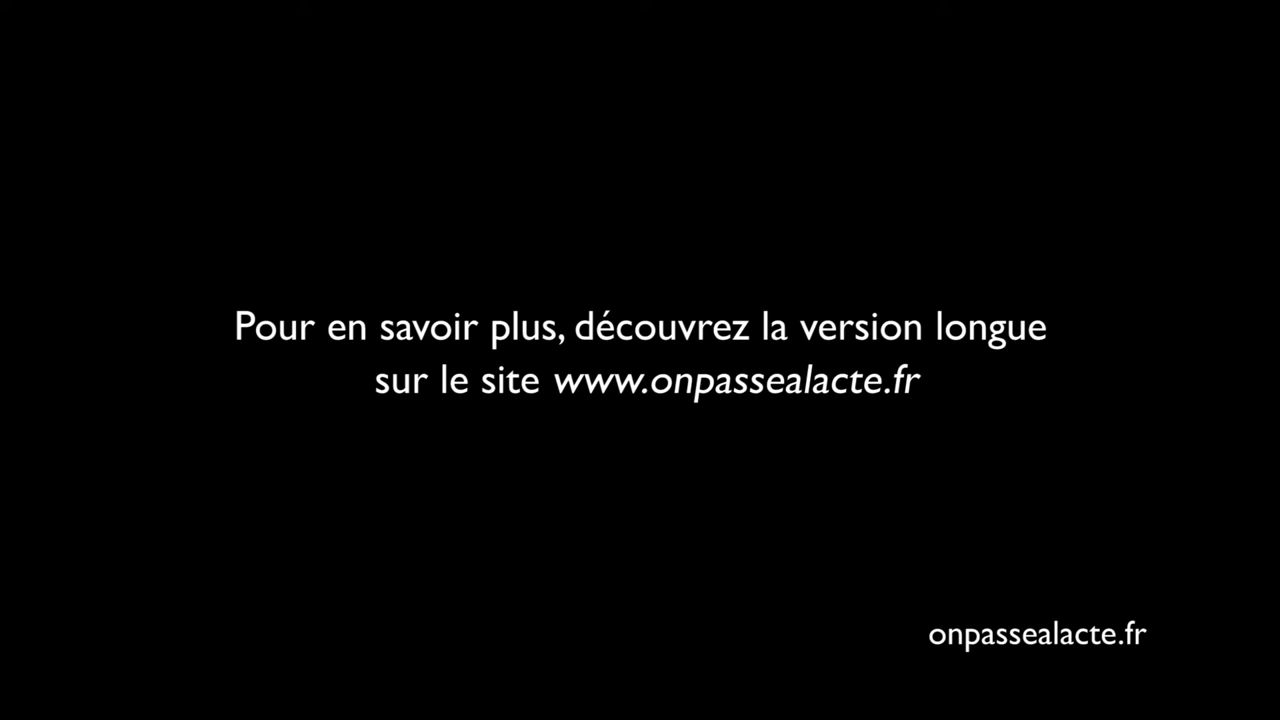 Pour en savoir plus, découvrez la version longue
sur le site www.onpassealacte.fr
onpassealacte.fr